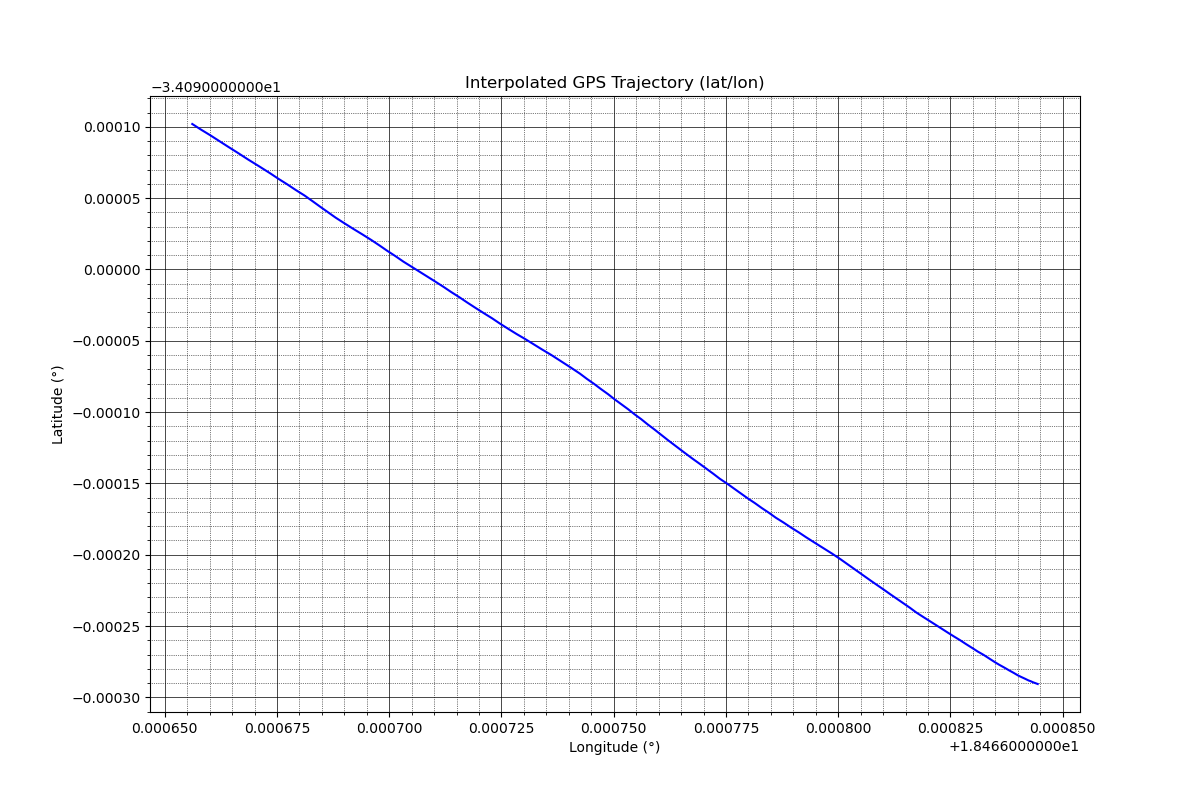 Interpolated GPS Trajectory (lat/lon)
−3.4090000000e1
0.00010
0.00005
0.00000
−0.00005
−0.00010
−0.00015
−0.00020
−0.00025
−0.00030
Latitude (°)
0.000650 0.000675 0.000700 0.000725 0.000750 0.000775 0.000800 0.000825 0.000850
Longitude (°)
+1.8466000000e1